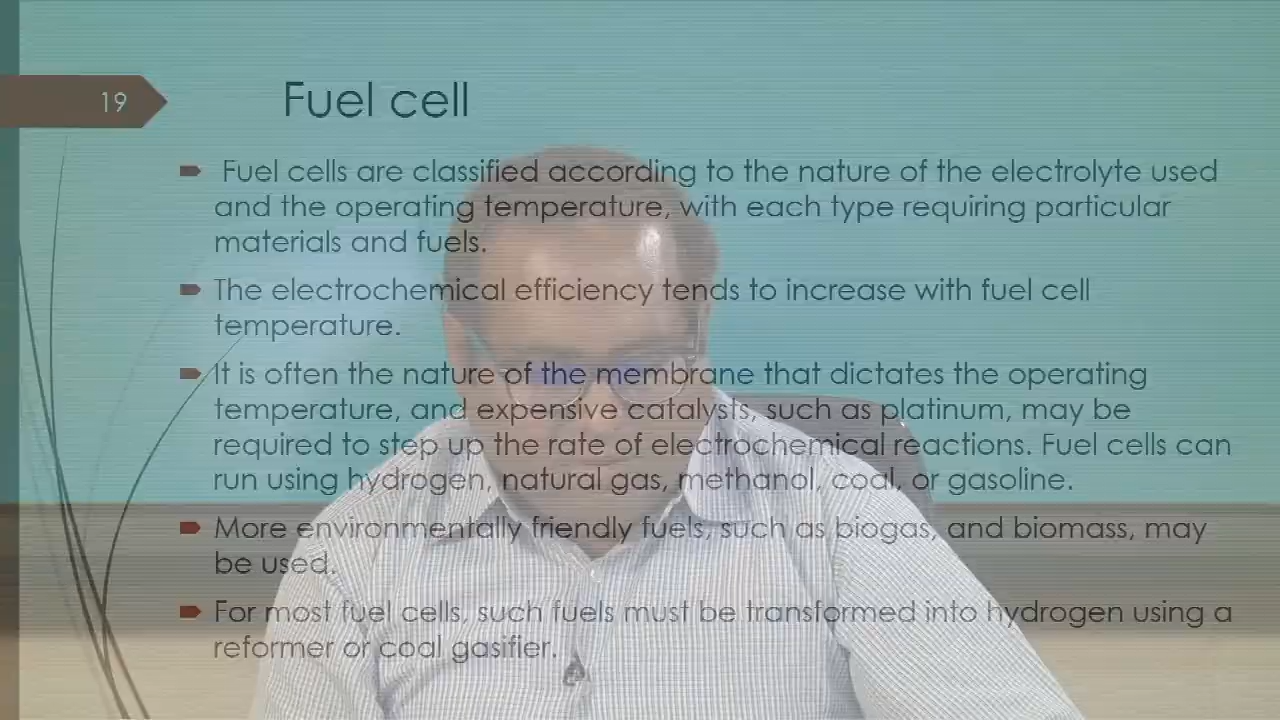 19
Fuel cell
Fuel cells are classified according to the nature of the electrolyte used
and the operating temperature, with each type requiring particular
materials and fuels.
The electrochemical efficiency tends to increase with fuel cell
temperature.
It is often the nature of the membrane that dictates the operating
temperature, and expensive catalysts, such as platinum, may be
required to step up the rate of electrochemical reactions. Fuel cells can
run using hydrogen, natural gas, methanol, coal, or gasoline.
More environmentally friendly fuels, such as biogas, and biomass, may
be used.
For most fuel cells, such fuels must be transformed into hydrogen using a
reformer or coal gasifier.